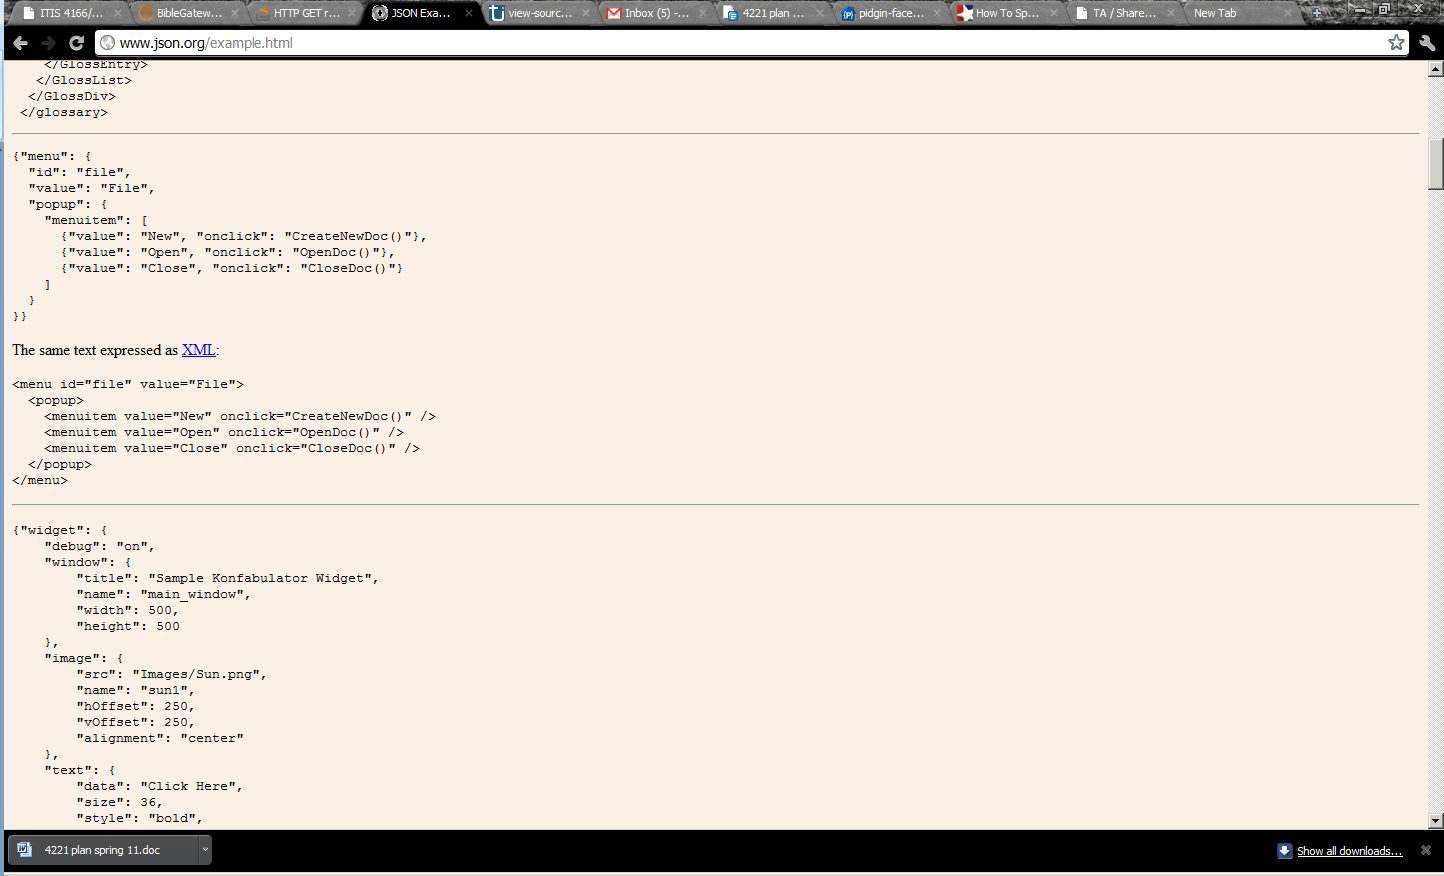 ITIS 4166/...
BibleGatew...
HTTP GET r...
JSON Exa...
view-sourc...
Inbox (5) -...
4221 plan ...
pidgin-face...
How To Sp...
TA / Share...
New Tab
www.json.org/example.html
</GlossEntry>
</GlossList>
</GlossDiv>
</glossary>
{"menu": {
  "id": "file",
  "value": "File",
  "popup": {
    "menuitem": [
      {"value": "New", "onclick": "CreateNewDoc()"},
      {"value": "Open", "onclick": "OpenDoc()"},
      {"value": "Close", "onclick": "CloseDoc()"}
    ]
  }
}}
The same text expressed as XML:
<menu id="file" value="File">
  <popup>
    <menuitem value="New" onclick="CreateNewDoc()" />
    <menuitem value="Open" onclick="OpenDoc()" />
    <menuitem value="Close" onclick="CloseDoc()" />
  </popup>
</menu>
{"widget": {
    "debug": "on",
    "window": {
        "title": "Sample Konfabulator Widget",
        "name": "main_window",
        "width": 500,
        "height": 500
    },
    "image": {
        "src": "Images/Sun.png",
        "name": "sun1",
        "hOffset": 250,
        "vOffset": 250,
        "alignment": "center"
    },
    "text": {
        "data": "Click Here",
        "size": 36,
        "style": "bold",
4221 plan spring 11.doc
Show all downloads...